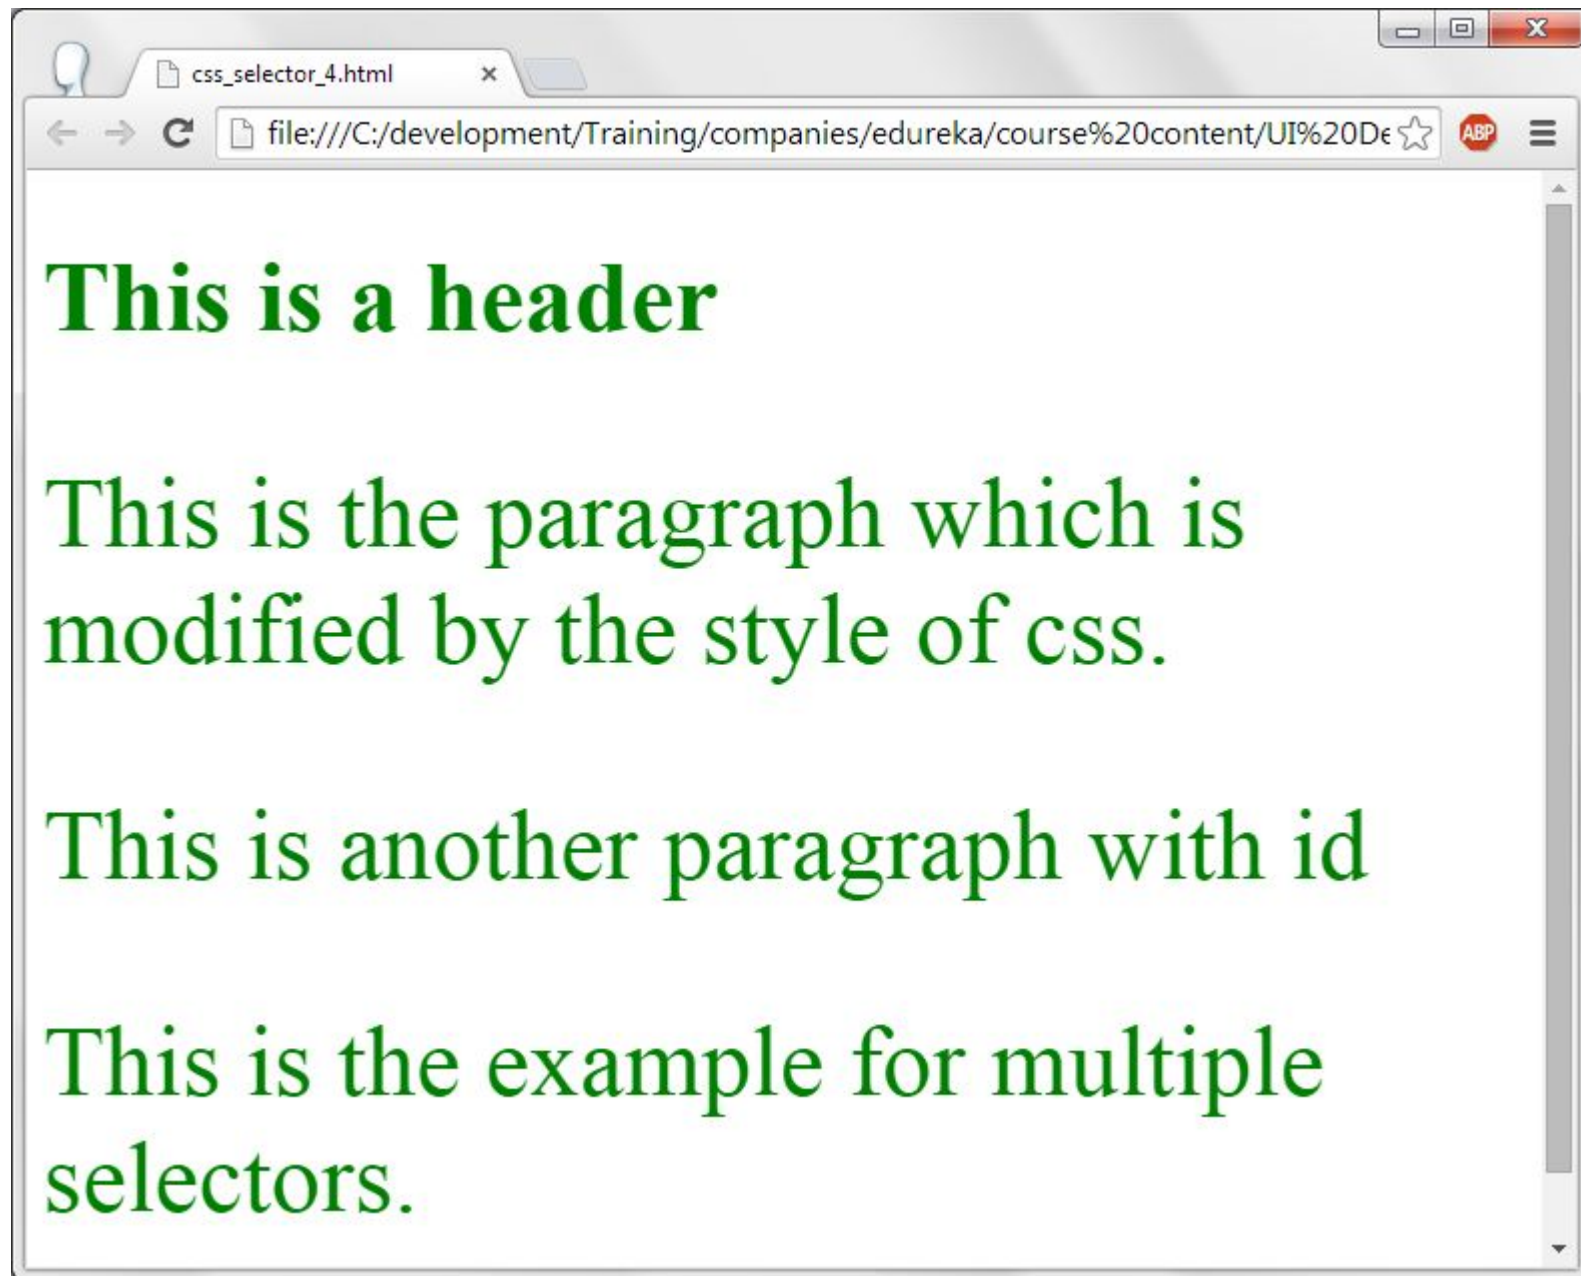 css_selector_4.html
file:///C:/development/Training/companies/edureka/course%20content/UI%20De
ABP
This is a header
This is the paragraph which is
modified by the style of css.
This is another paragraph with id
This is the example for multiple
selectors.